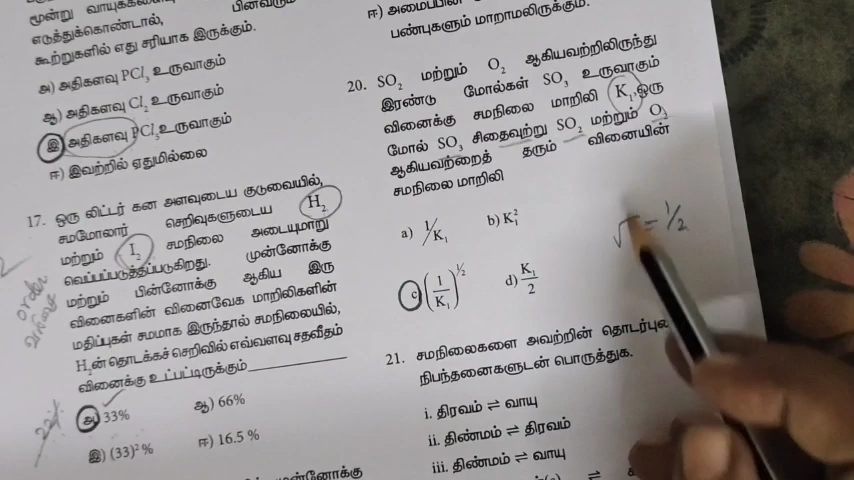 மூன்று வாயுக்களையும்
எடுத்துக்கொண்டால், பின்வரும்
கூற்றுகளில் எது சரியாக இருக்கும்.
அ) அதிகளவு PCl₃ உருவாகும்
ஆ) அதிகளவு Cl₂ உருவாகும்
இ) அதிகளவு PCl₅ உருவாகும்
ஈ) இவற்றில் ஏதுமில்லை
17. ஒரு லிட்டர் கன அளவுடைய குடுவையில்,
சமமோலார் செறிவுகளுடைய H₂
மற்றும் I₂ சமநிலை அடையுமாறு
வெப்பப்படுத்தப்படுகிறது. முன்னோக்கு
மற்றும் பின்னோக்கு ஆகிய இரு
வினைகளின் வினைவேக மாறிலிகளின்
மதிப்புகள் சமமாக இருந்தால் சமநிலையில்,
H₂ன் தொடக்கச் செறிவில் எவ்வளவு சதவீதம்
வினைக்கு உட்பட்டிருக்கும்
அ) 33% ஆ) 66%
இ) (33)² % ஈ) 16.5 %
order
ஈ) அமைப்பின்
பண்புகளும் மாறாமலிருக்கும்.
20. SO₂ மற்றும் O₂ ஆகியவற்றிலிருந்து
இரண்டு மோல்கள் SO₃ உருவாகும்
வினைக்கு சமநிலை மாறிலி K₁, ஒரு
மோல் SO₃ சிதைவுற்று SO₂ மற்றும் O₂
ஆகியவற்றைத் தரும் வினையின்
சமநிலை மாறிலி
a) 1/K₁ b) K₁²
c) (1/K₁)^1/2 d) K₁/2
√ = 1/2
21. சமநிலைகளை அவற்றின் தொடர்பு
நிபந்தனைகளுடன் பொருத்துக.
i. திரவம் ⇌ வாயு
ii. திண்மம் ⇌ திரவம்
iii. திண்மம் ⇌ வாயு